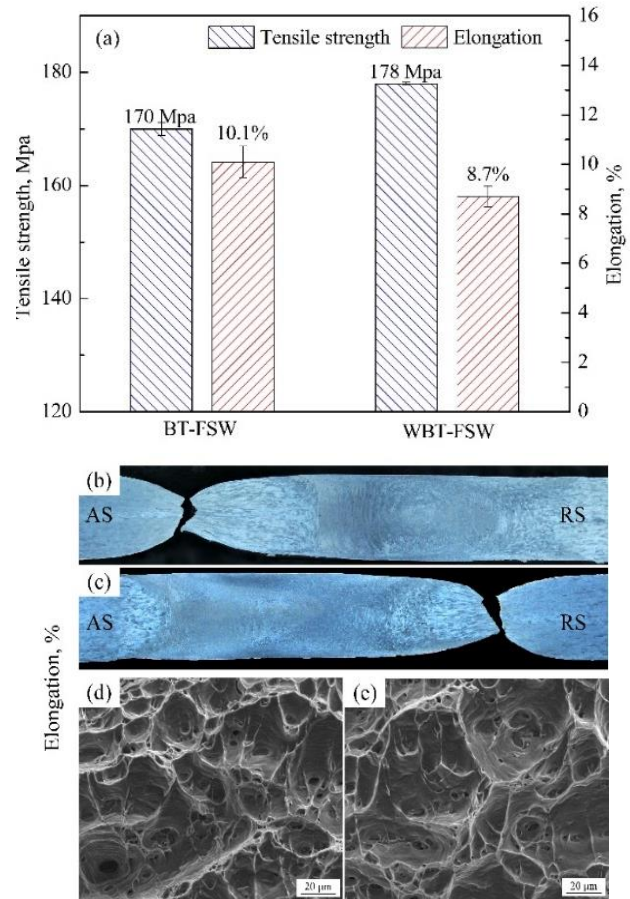 (a)
Tensile strength
Elongation
180
160
140
120
Tensile strength, Mpa
170 Mpa
10.1%
178 Mpa
8.7%
16
14
12
10
8
6
4
2
0
Elongation, %
BT-FSW
WBT-FSW
(b)
AS
RS
(c)
AS
RS
Elongation, %
(d)
20 μm
(e)
20 μm